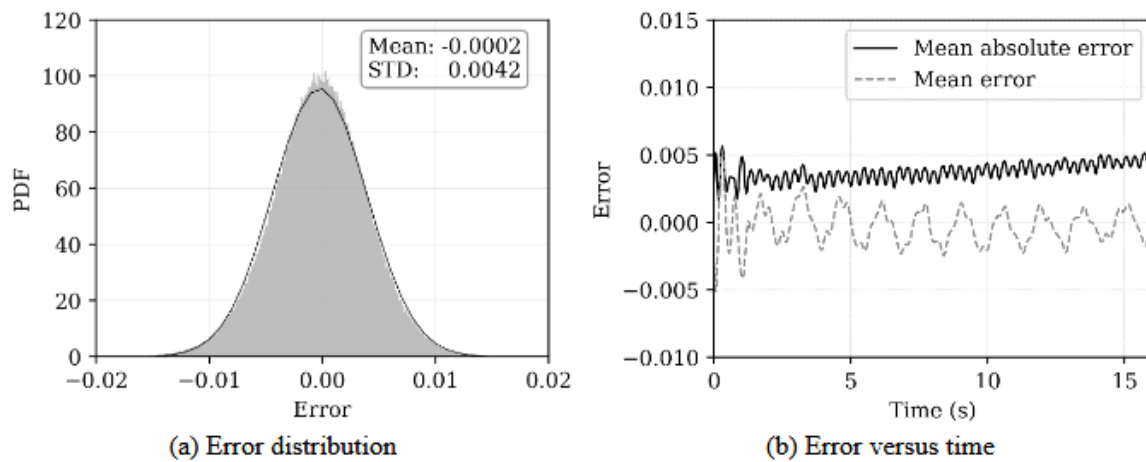 120
100
80
60
40
20
0
PDF
Mean: -0.0002
STD: 0.0042
−0.02
−0.01
0.00
0.01
0.02
Error
(a) Error distribution
0.015
0.010
0.005
0.000
−0.005
−0.010
Error
Mean absolute error
Mean error
0
5
10
15
Time (s)
(b) Error versus time